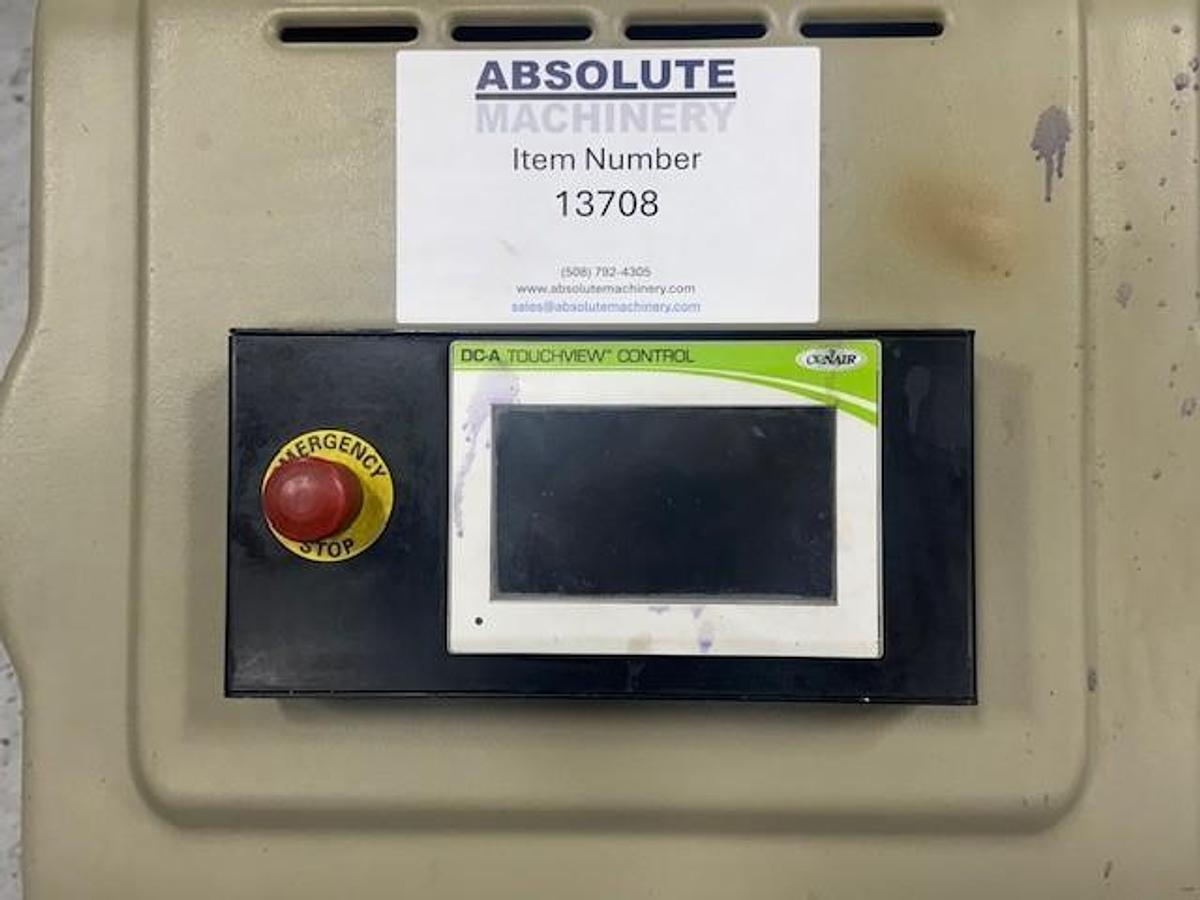 ABSOLUTE
MACHINERY
Item Number
13708
(508) 792-4305
www.absolutemachinery.com
sales@absolutemachinery.com
DC-A TOUCHVIEW™ CONTROL
CONAIR
EMERGENCY
STOP